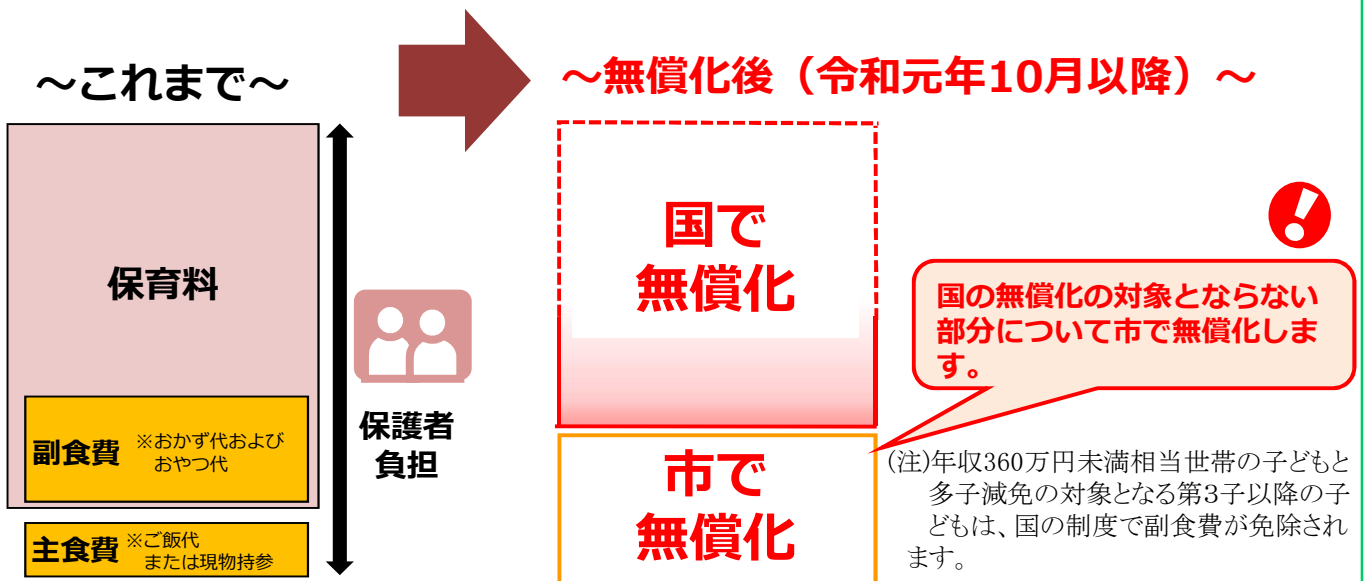 ～これまで～
保育料
副食費 ※おかず代および
おやつ代
主食費 ※ご飯代
または現物持参
保護者
負担
～無償化後（令和元年10月以降）～
国で
無償化
市で
無償化
国の無償化の対象とならない
部分について市で無償化しま
す。
(注)年収360万円未満相当世帯の子どもと
多子減免の対象となる第3子以降の子
どもは、国の制度で副食費が免除され
ます。